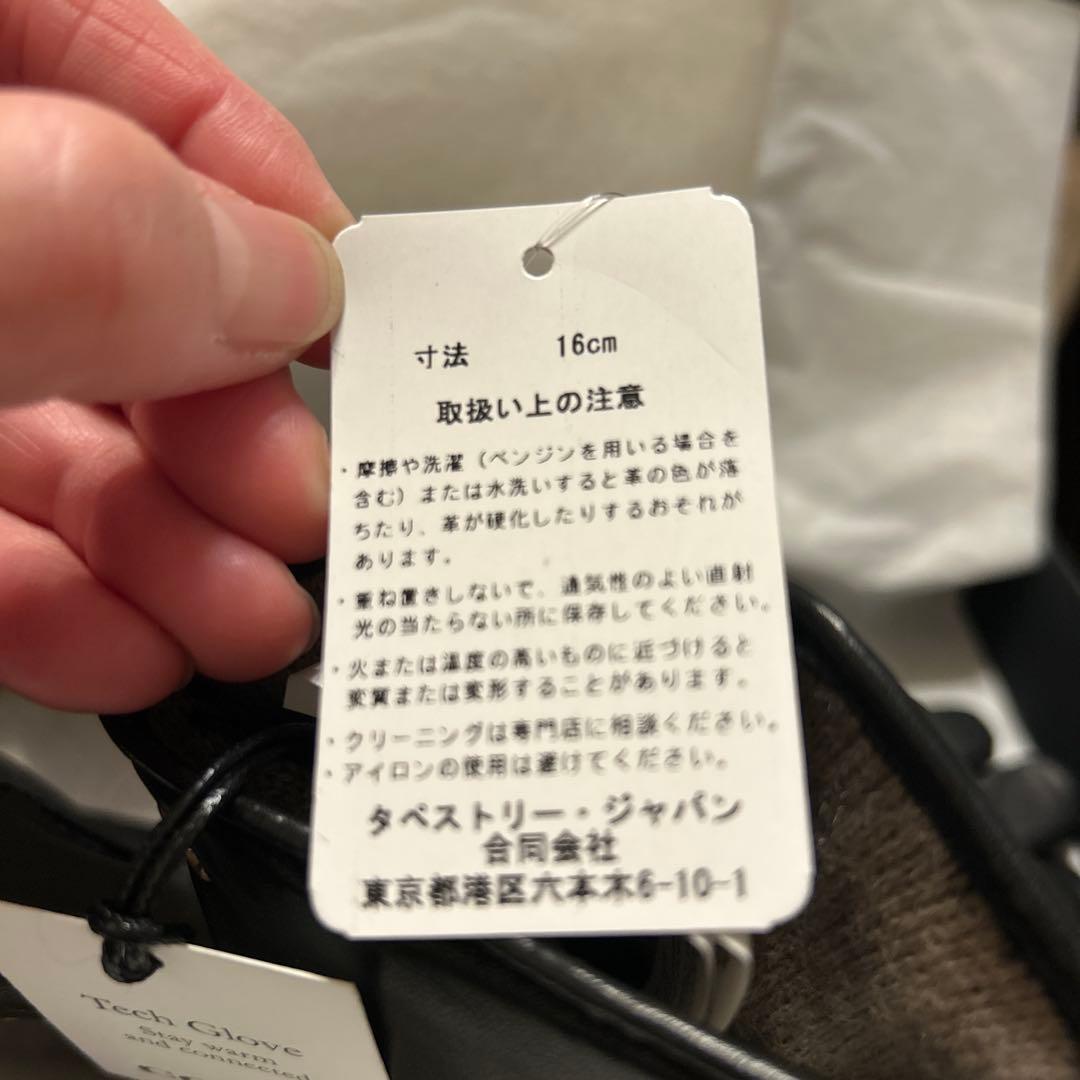 寸法 16cm
取扱い上の注意
・摩擦や洗濯（ベンジンを用いる場合を
含む）または水洗いすると革の色が落
ちたり、革が硬化したりするおそれが
あります。
・重ね置きしないで、通気性のよい直射
光の当たらない所に保存してください。
・火または温度の高いものに近づけると
変質または変形することがあります。
・クリーニングは専門店に相談ください。
・アイロンの使用は避けてください。
タペストリー・ジャパン
合同会社
東京都港区六本木6-10-1
Tech Glove
Stay warm
and connected